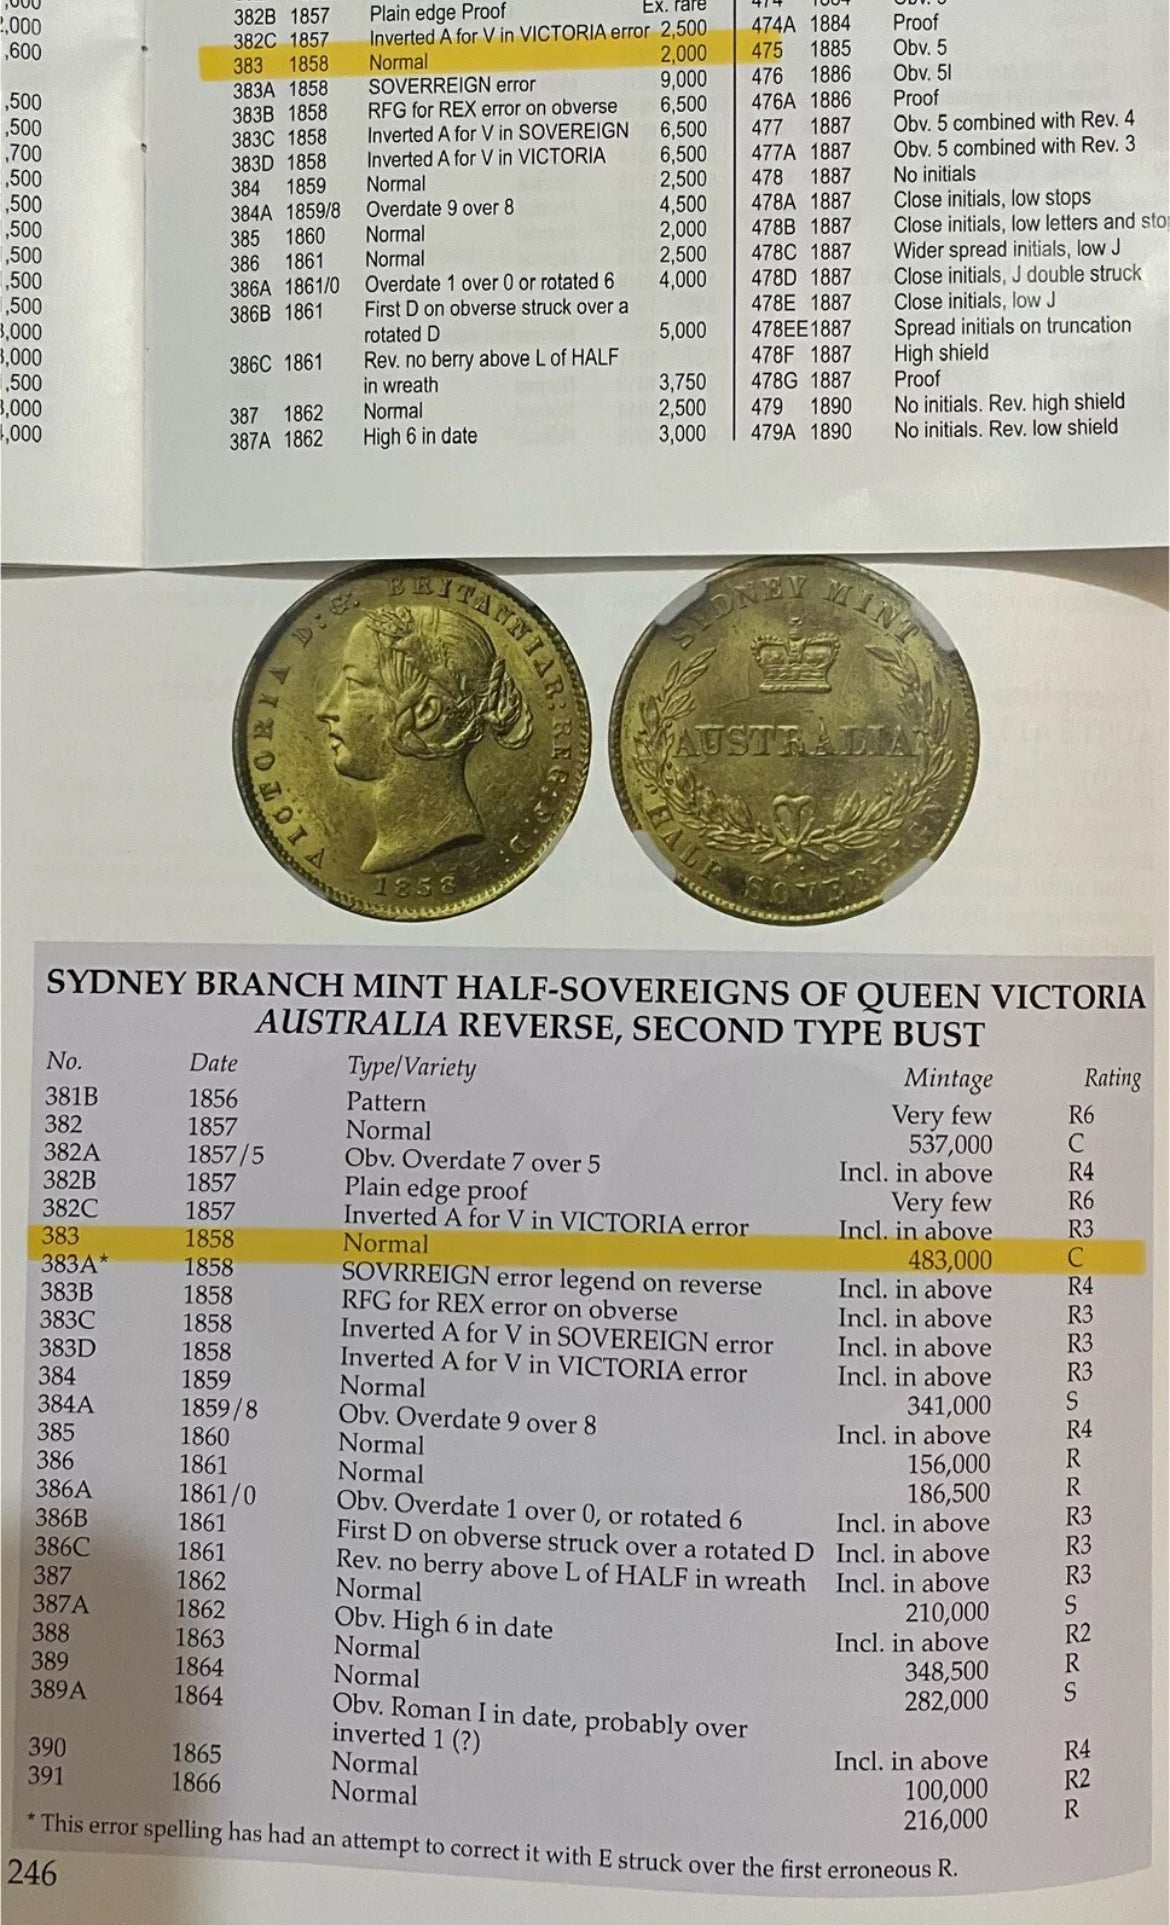 ,000
,600
,500
,500
,700
,500
,500
,500
,500
,500
,500
,000
,000
,500
,000
,000
382B 1857 Plain edge Proof Ex. rare
382C 1857 Inverted A for V in VICTORIA error 2,500
383 1858 Normal 2,000
383A 1858 SOVERREIGN error 9,000
383B 1858 RFG for REX error on obverse 6,500
383C 1858 Inverted A for V in SOVEREIGN 6,500
383D 1858 Inverted A for V in VICTORIA 6,500
384 1859 Normal 2,500
384A 1859/8 Overdate 9 over 8 4,500
385 1860 Normal 2,000
386 1861 Normal 2,500
386A 1861/0 Overdate 1 over 0 or rotated 6 4,000
386B 1861 First D on obverse struck over a
rotated D 5,000
386C 1861 Rev. no berry above L of HALF
in wreath 3,750
387 1862 Normal 2,500
387A 1862 High 6 in date 3,000
474A 1884 Proof
475 1885 Obv. 5
476 1886 Obv. 5I
476A 1886 Proof
477 1887 Obv. 5 combined with Rev. 4
477A 1887 Obv. 5 combined with Rev. 3
478 1887 No initials
478A 1887 Close initials, low stops
478B 1887 Close initials, low letters and sto
478C 1887 Wider spread initials, low J
478D 1887 Close initials, J double struck
478E 1887 Close initials, low J
478EE 1887 Spread initials on truncation
478F 1887 High shield
478G 1887 Proof
479 1890 No initials. Rev. high shield
479A 1890 No initials. Rev. low shield
VICTORIA D:G: BRITANNIAR: REG: F: D:
1858
SYDNEY MINT
AUSTRALIA
HALF SOVEREIGN
SYDNEY BRANCH MINT HALF-SOVEREIGNS OF QUEEN VICTORIA
AUSTRALIA REVERSE, SECOND TYPE BUST
No. Date Type/Variety Mintage Rating
381B 1856 Pattern Very few R6
382 1857 Normal 537,000 C
382A 1857/5 Obv. Overdate 7 over 5 Incl. in above R4
382B 1857 Plain edge proof Very few R6
382C 1857 Inverted A for V in VICTORIA error Incl. in above R3
383 1858 Normal 483,000 C
383A* 1858 SOVRREIGN error legend on reverse Incl. in above R4
383B 1858 RFG for REX error on obverse Incl. in above R3
383C 1858 Inverted A for V in SOVEREIGN error Incl. in above R3
383D 1858 Inverted A for V in VICTORIA error Incl. in above R3
384 1859 Normal 341,000 S
384A 1859/8 Obv. Overdate 9 over 8 Incl. in above R4
385 1860 Normal 156,000 R
386 1861 Normal 186,500 R
386A 1861/0 Obv. Overdate 1 over 0, or rotated 6 Incl. in above R3
386B 1861 First D on obverse struck over a rotated D Incl. in above R3
386C 1861 Rev. no berry above L of HALF in wreath Incl. in above R3
387 1862 Normal 210,000 S
387A 1862 Obv. High 6 in date Incl. in above R2
388 1863 Normal 348,500 R
389 1864 Normal 282,000 S
389A 1864 Obv. Roman I in date, probably over
inverted 1 (?) Incl. in above R4
390 1865 Normal 100,000 R2
391 1866 Normal 216,000 R
* This error spelling has had an attempt to correct it with E struck over the first erroneous R.
246